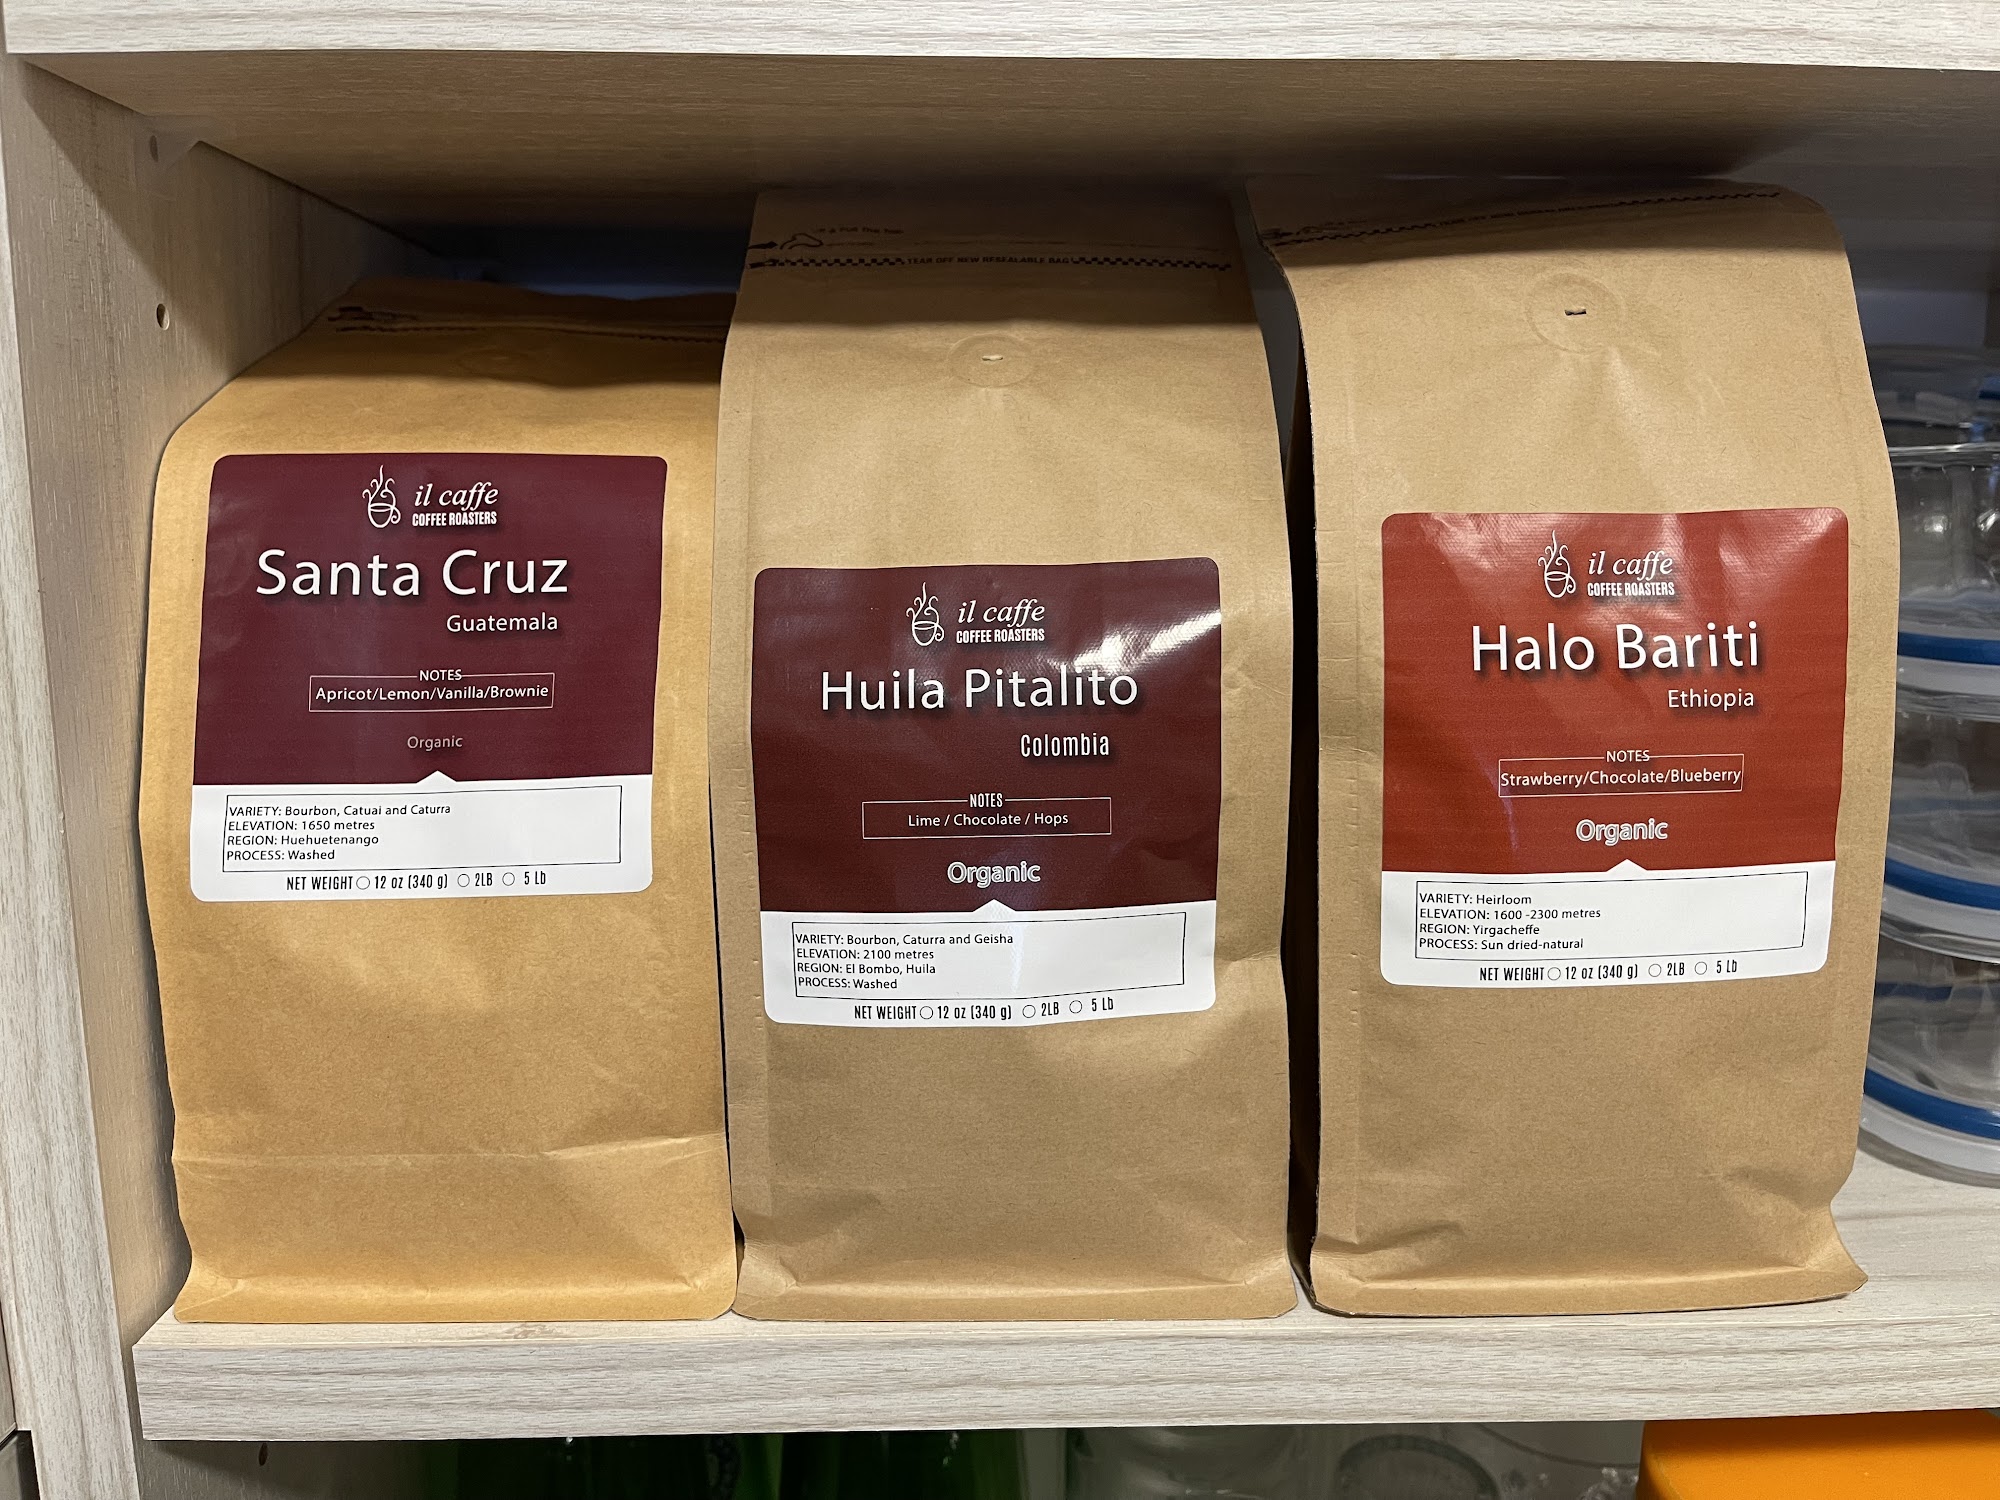 il caffe
COFFEE ROASTERS
Santa Cruz
Guatemala
NOTES
Apricot/Lemon/Vanilla/Brownie
Organic
VARIETY: Bourbon, Catuai and Caturra
ELEVATION: 1650 metres
REGION: Huehuetenango
PROCESS: Washed
NET WEIGHT 12 oz (340 g) 2LB 5 Lb
TEAR OFF NEW RESEALABLE BAG
il caffe
COFFEE ROASTERS
Huila Pitalito
Colombia
NOTES
Lime / Chocolate / Hops
Organic
VARIETY: Bourbon, Caturra and Geisha
ELEVATION: 2100 metres
REGION: El Bombo, Huila
PROCESS: Washed
NET WEIGHT 12 oz (340 g) 2LB 5 Lb
il caffe
COFFEE ROASTERS
Halo Bariti
Ethiopia
NOTES
Strawberry/Chocolate/Blueberry
Organic
VARIETY: Heirloom
ELEVATION: 1600 -2300 metres
REGION: Yirgacheffe
PROCESS: Sun dried-natural
NET WEIGHT 12 oz (340 g) 2LB 5 Lb